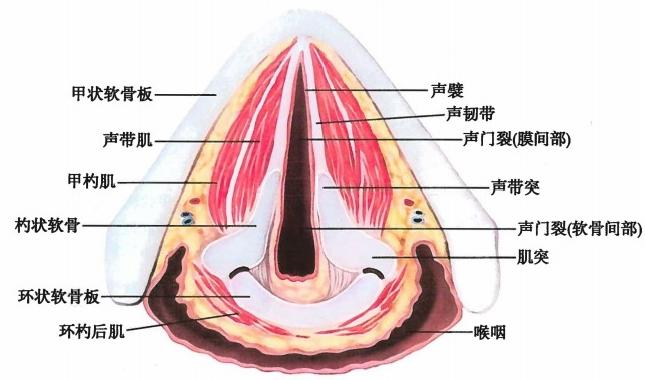 甲状软骨板
声带肌
甲杓肌
杓状软骨
环状软骨板
环杓后肌
声襞
声韧带
声门裂(膜间部)
声带突
声门裂(软骨间部)
肌突
喉咽